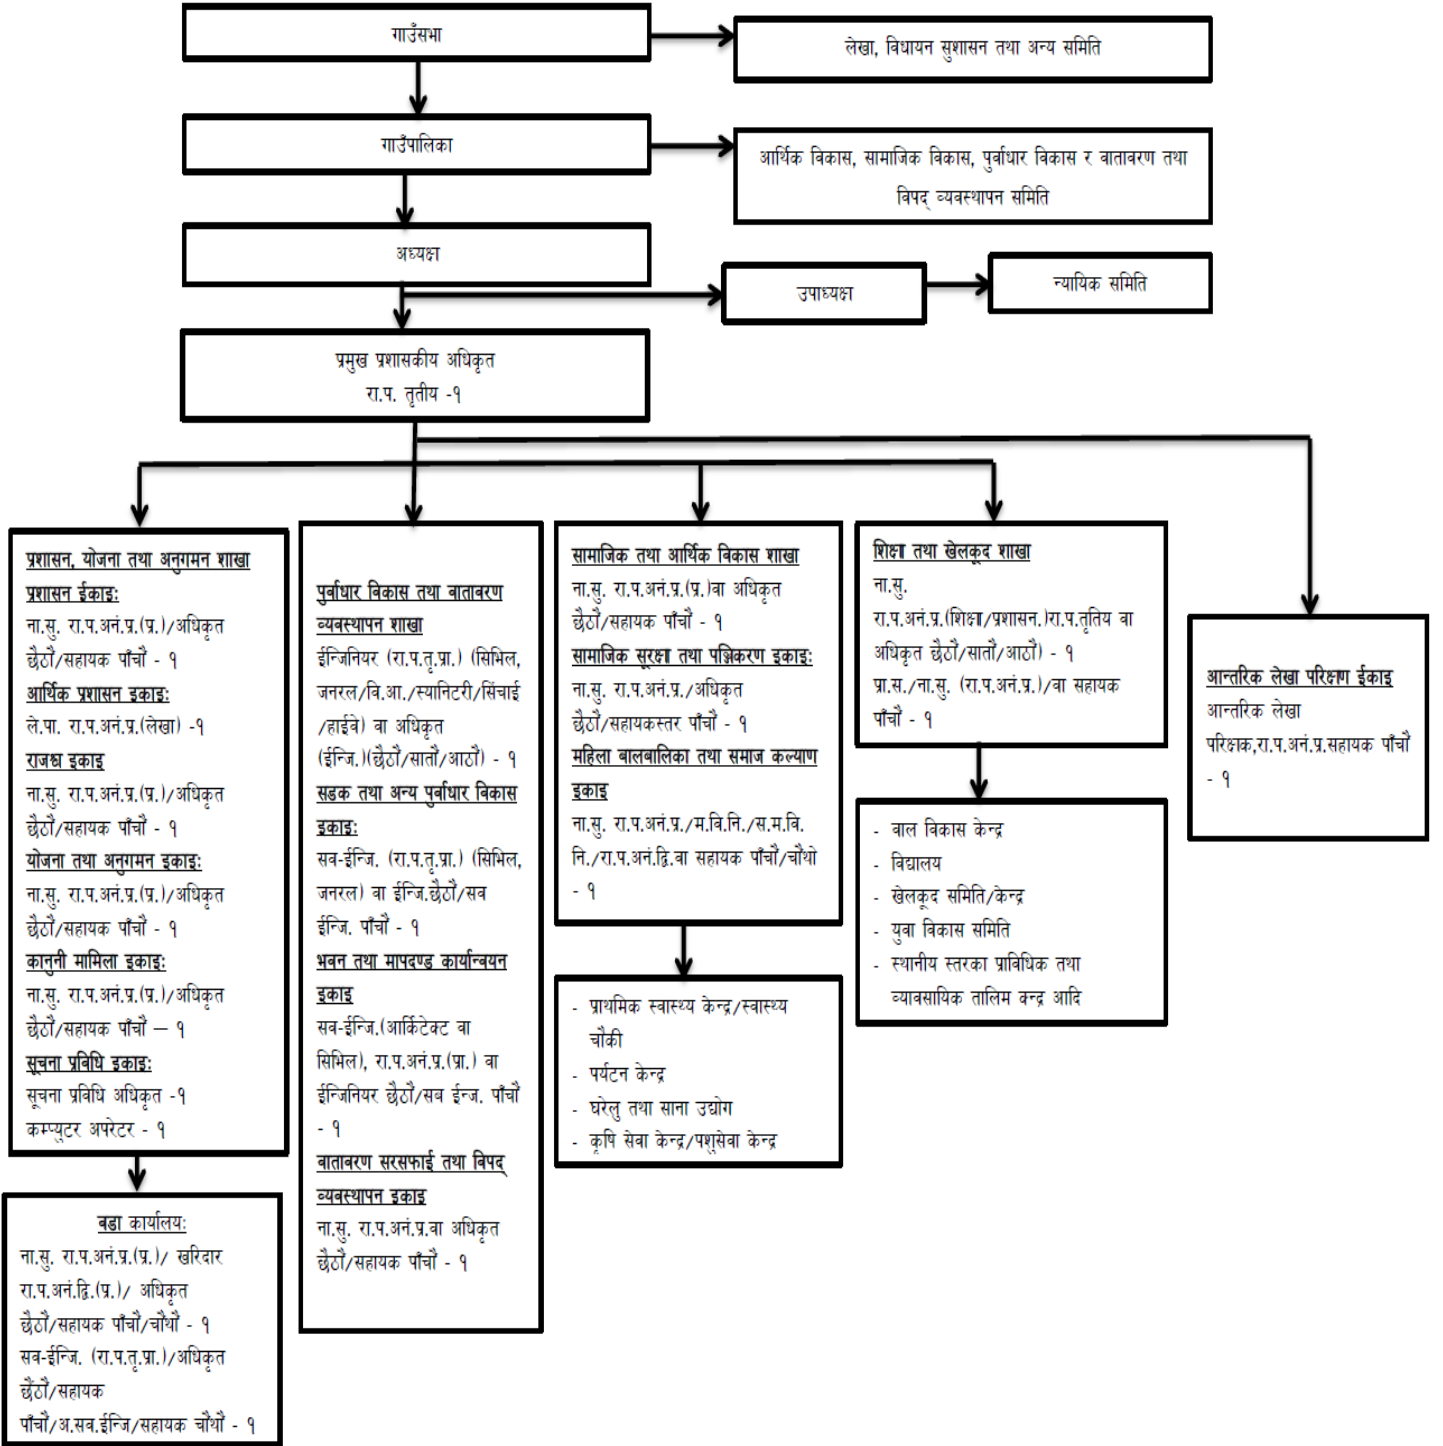 गाउँसभा
लेखा, विधायन सुशासन तथा अन्य समिति
गाउँपालिका
आर्थिक विकास, सामाजिक विकास, पुर्वाधार विकास र वातावरण तथा
विपद् व्यवस्थापन समिति
अध्यक्ष
उपाध्यक्ष
न्यायिक समिति
प्रमुख प्रशासकीय अधिकृत
रा.प. तृतीय -१
प्रशासन, योजना तथा अनुगमन शाखा
प्रशासन ईकाइः
ना.सु. रा.प.अनं.प्र.(प्र.)/अधिकृत
छैठौं/सहायक पाँचौं - १
आर्थिक प्रशासन इकाइः
ले.पा. रा.प.अनं.प्र.(लेखा) -१
राजश्व इकाइ
ना.सु. रा.प.अनं.प्र.(प्र.)/अधिकृत
छैठौं/सहायक पाँचौं - १
योजना तथा अनुगमन इकाइः
ना.सु. रा.प.अनं.प्र.(प्र.)/अधिकृत
छैठौं/सहायक पाँचौं - १
कानुनी मामिला इकाइः
ना.सु. रा.प.अनं.प्र.(प्र.)/अधिकृत
छैठौं/सहायक पाँचौं – १
सूचना प्रविधि इकाइः
सूचना प्रविधि अधिकृत -१
कम्प्युटर अपरेटर - १
वडा कार्यालयः
ना.सु. रा.प.अनं.प्र.(प्र.)/ खरिदार
रा.प.अनं.द्वि.(प्र.)/ अधिकृत
छैठौं/सहायक पाँचौं/चौथौं - १
सव-ईन्जि. (रा.प.तृ.प्रा.)/अधिकृत
छैंठौं/सहायक
पाँचौं/अ.सव.ईन्जि/सहायक चौथौं - १
पुर्वाधार विकास तथा वातावरण
व्यवस्थापन शाखा
ईन्जिनियर (रा.प.तृ.प्रा.) (सिभिल,
जनरल/वि.आ./स्यानिटरी/सिंचाई
/हाईवे) वा अधिकृत
(ईन्जि.)(छैठौं/सातौं/आठौं) - १
सडक तथा अन्य पुर्वाधार विकास
इकाइः
सव-ईन्जि. (रा.प.तृ.प्रा.) (सिभिल,
जनरल) वा ईन्जि.छैठौं/सव
ईन्जि. पाँचौं - १
भवन तथा मापदण्ड कार्यान्वयन
इकाइ
सव-ईन्जि.(आर्किटेक्ट वा
सिभिल), रा.प.अनं.प्र.(प्रा.) वा
ईन्जिनियर छैठौं/सब ईन्ज. पाँचौं
- १
वातावरण सरसफाई तथा विपद्
व्यवस्थापन इकाइ
ना.सु. रा.प.अनं.प्र.वा अधिकृत
छैठौं/सहायक पाँचौं - १
सामाजिक तथा आर्थिक विकास शाखा
ना.सु. रा.प.अनं.प्र.(प्र.)वा अधिकृत
छैठौं/सहायक पाँचौं - १
सामाजिक सूरक्षा तथा पञ्जिकरण इकाइः
ना.सु. रा.प.अनं.प्र./अधिकृत
छैठौं/सहायकस्तर पाँचौं - १
महिला बालबालिका तथा समाज कल्याण
इकाइ
ना.सु. रा.प.अनं.प्र./म.वि.नि./स.म.वि.
नि./रा.प.अनं.द्वि.वा सहायक पाँचौं/चौंथो
- १
- प्राथमिक स्वास्थ्य केन्द्र/स्वास्थ्य
चौकी
- पर्यटन केन्द्र
- घरेलु तथा साना उद्योग
- कृषि सेवा केन्द्र/पशुसेवा केन्द्र
शिक्षा तथा खेलकूद शाखा
ना.सु.
रा.प.अनं.प्र.(शिक्षा/प्रशासन.)रा.प.तृतिय वा
अधिकृत छैठौं/सातौं/आठौं) - १
प्रा.स./ना.सु. (रा.प.अनं.प्र.)/वा सहायक
पाँचौं - १
- वाल विकास केन्द्र
- विद्यालय
- खेलकूद समिति/केन्द्र
- युवा विकास समिति
- स्थानीय स्तरका प्राविधिक तथा
व्यावसायिक तालिम क्न्द्र आदि
आन्तरिक लेखा परिक्षण ईकाइ
आन्तरिक लेखा
परिक्षक,रा.प.अनं.प्र.सहायक पाँचौं
- १